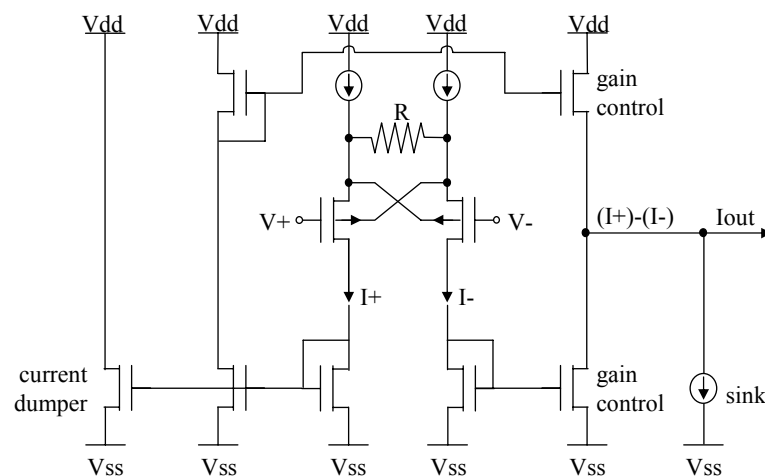 Vdd Vdd Vdd Vdd Vdd
gain
control
R
V+ V-
(I+)-(I-) Iout
I+ I-
current
dumper
gain
control
sink
Vss Vss Vss Vss Vss Vss